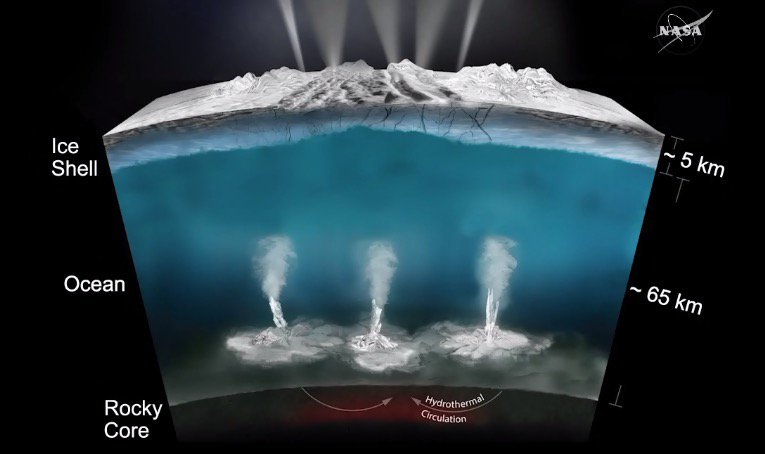 NASA
Ice
Shell
~ 5 km
Ocean
~ 65 km
Hydrothermal
Circulation
Rocky
Core